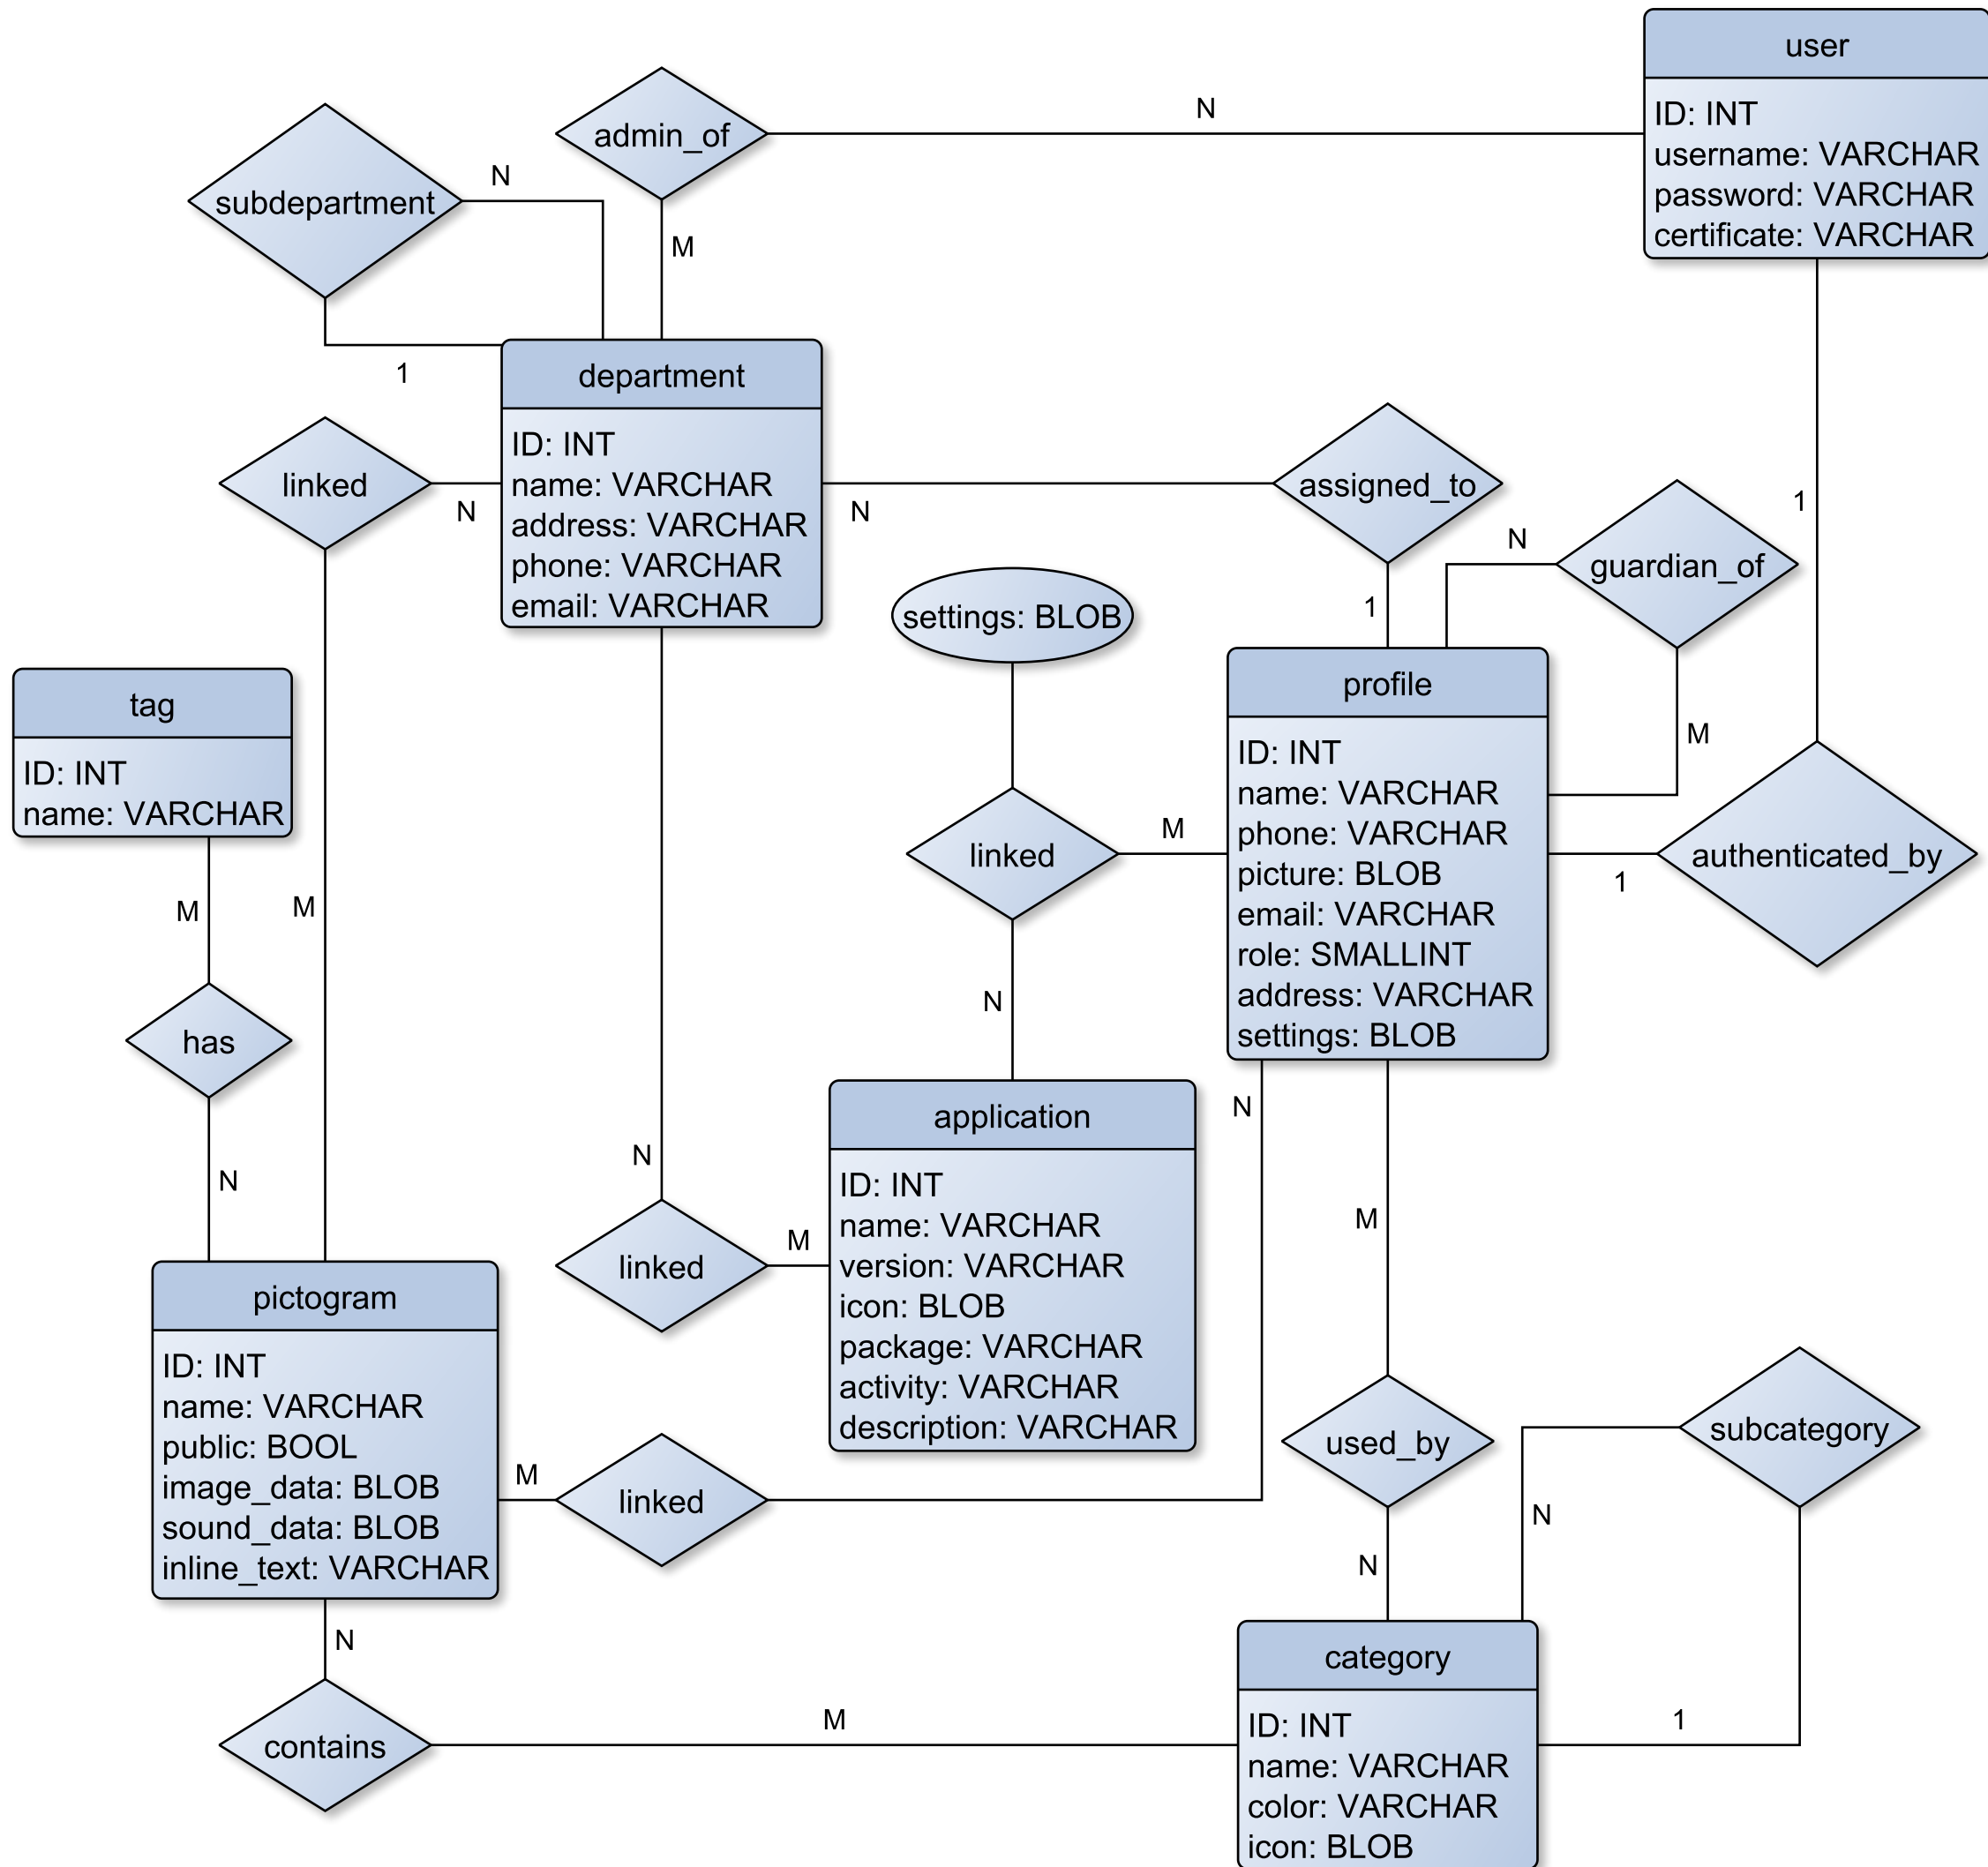 user
ID: INT
username: VARCHAR
password: VARCHAR
certificate: VARCHAR
N
admin_of
M
subdepartment
N
1
department
ID: INT
name: VARCHAR
address: VARCHAR
phone: VARCHAR
email: VARCHAR
linked
N
M
N
assigned_to
1
N
guardian_of
M
1
settings: BLOB
tag
ID: INT
name: VARCHAR
profile
ID: INT
name: VARCHAR
phone: VARCHAR
picture: BLOB
email: VARCHAR
role: SMALLINT
address: VARCHAR
settings: BLOB
linked
M
N
1
authenticated_by
M
has
N
application
ID: INT
name: VARCHAR
version: VARCHAR
icon: BLOB
package: VARCHAR
activity: VARCHAR
description: VARCHAR
N
linked
M
N
M
used_by
N
pictogram
ID: INT
name: VARCHAR
public: BOOL
image_data: BLOB
sound_data: BLOB
inline_text: VARCHAR
M
linked
subcategory
N
1
N
contains
M
category
ID: INT
name: VARCHAR
color: VARCHAR
icon: BLOB